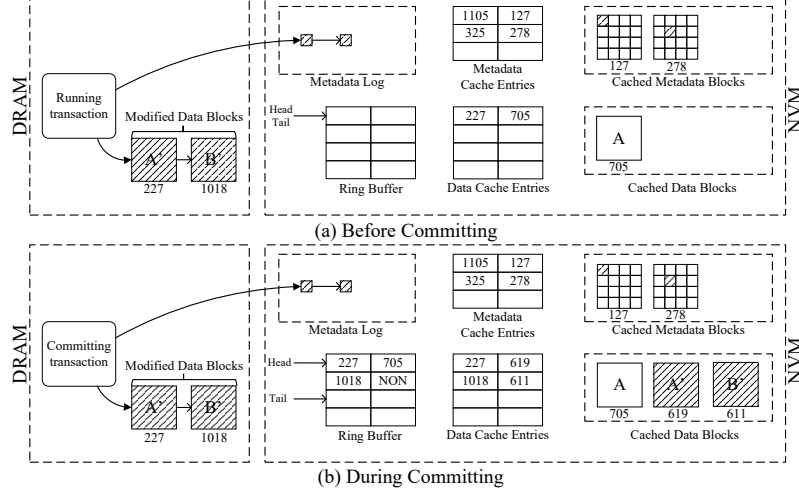 DRAM
Running
transaction
Modified Data Blocks
A'
B'
227
1018
Metadata Log
1105 127
325 278
Metadata
Cache Entries
127
278
Cached Metadata Blocks
Head
Tail
Ring Buffer
227 705
Data Cache Entries
A
705
Cached Data Blocks
NVM
(a) Before Committing
DRAM
Committing
transaction
Modified Data Blocks
A'
B'
227
1018
Metadata Log
1105 127
325 278
Metadata
Cache Entries
127
278
Cached Metadata Blocks
Head
Tail
227 705
1018 NON
Ring Buffer
227 619
1018 611
Data Cache Entries
A
A'
B'
705
619
611
Cached Data Blocks
NVM
(b) During Committing